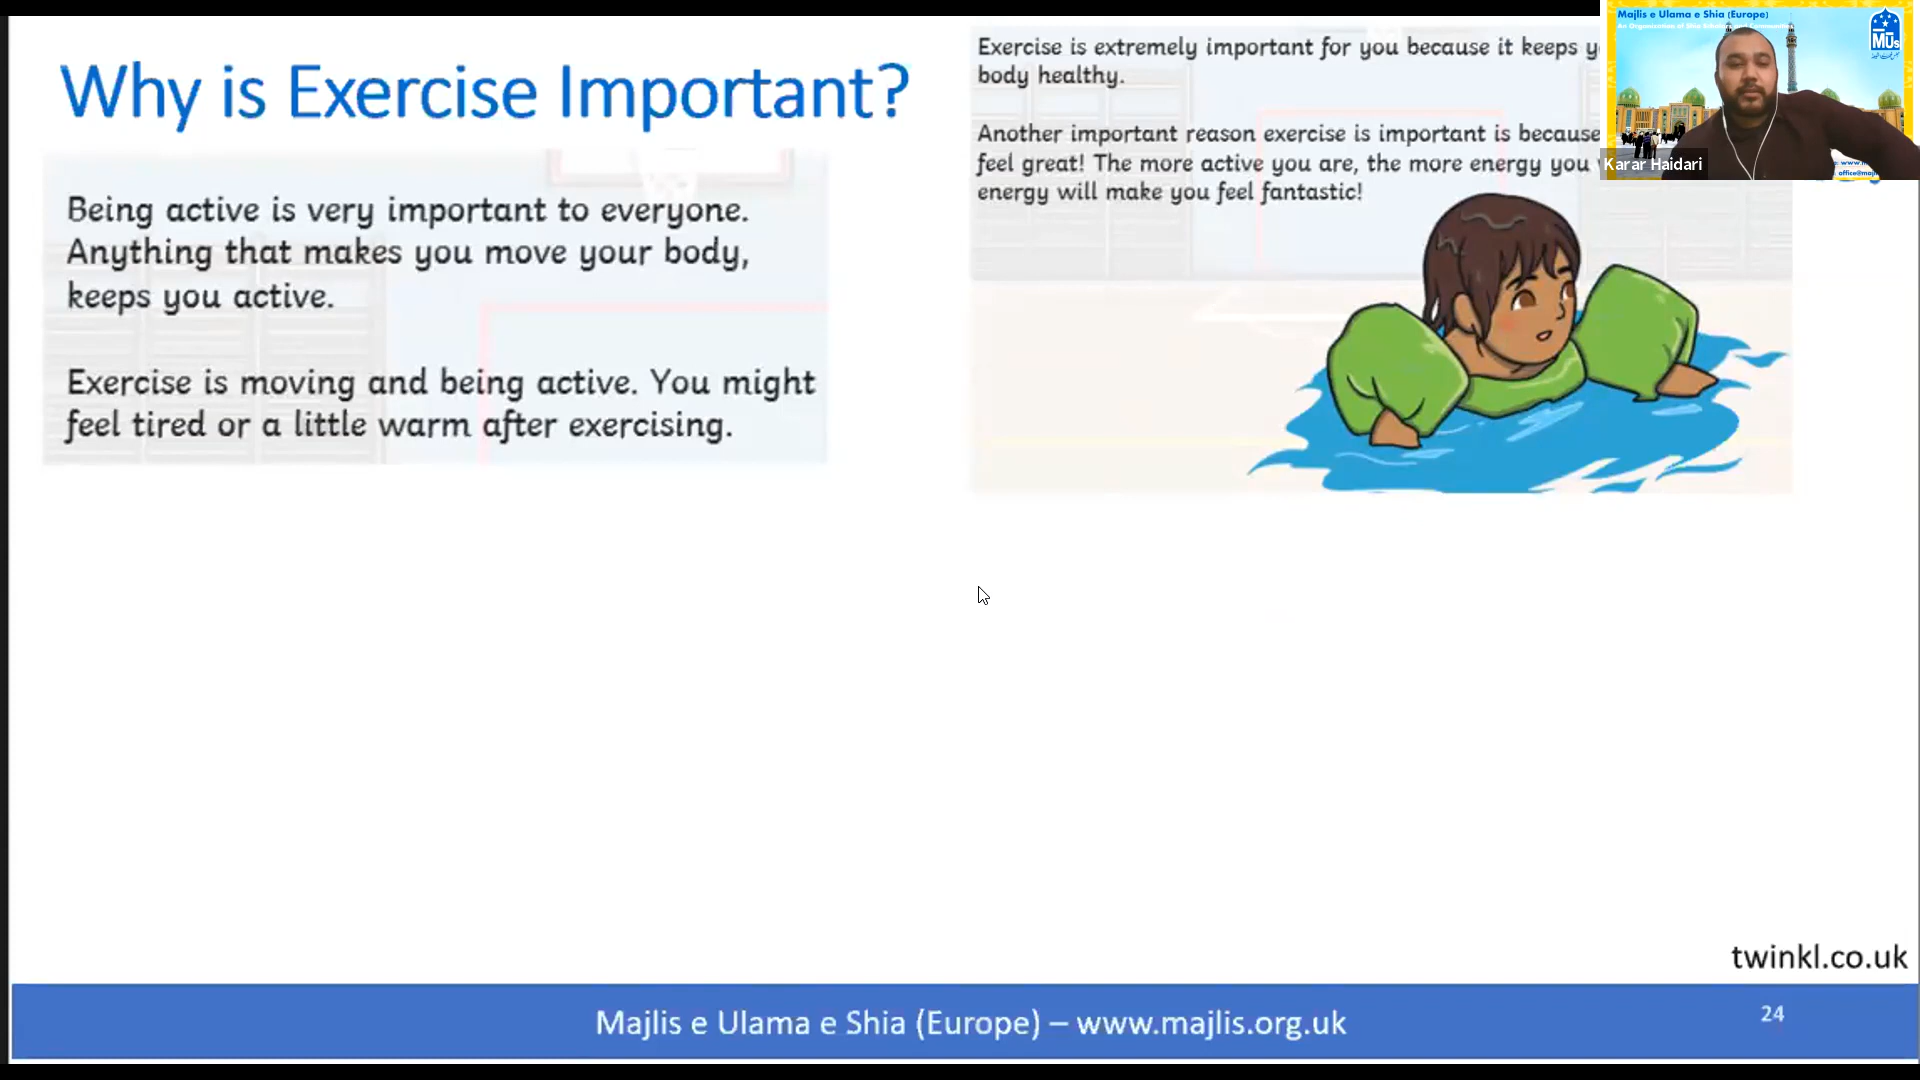 Why is Exercise Important?
Being active is very important to everyone.
Anything that makes you move your body,
keeps you active.
Exercise is moving and being active. You might
feel tired or a little warm after exercising.
Exercise is extremely important for you because it keeps
body healthy.
Another important reason exercise is important is because
feel great! The more active you are, the more energy you
energy will make you feel fantastic!
Majlis e Ulama e Shia (Europe)
MUs
Karar Haidari
twinkl.co.uk
Majlis e Ulama e Shia (Europe) – www.majlis.org.uk
24